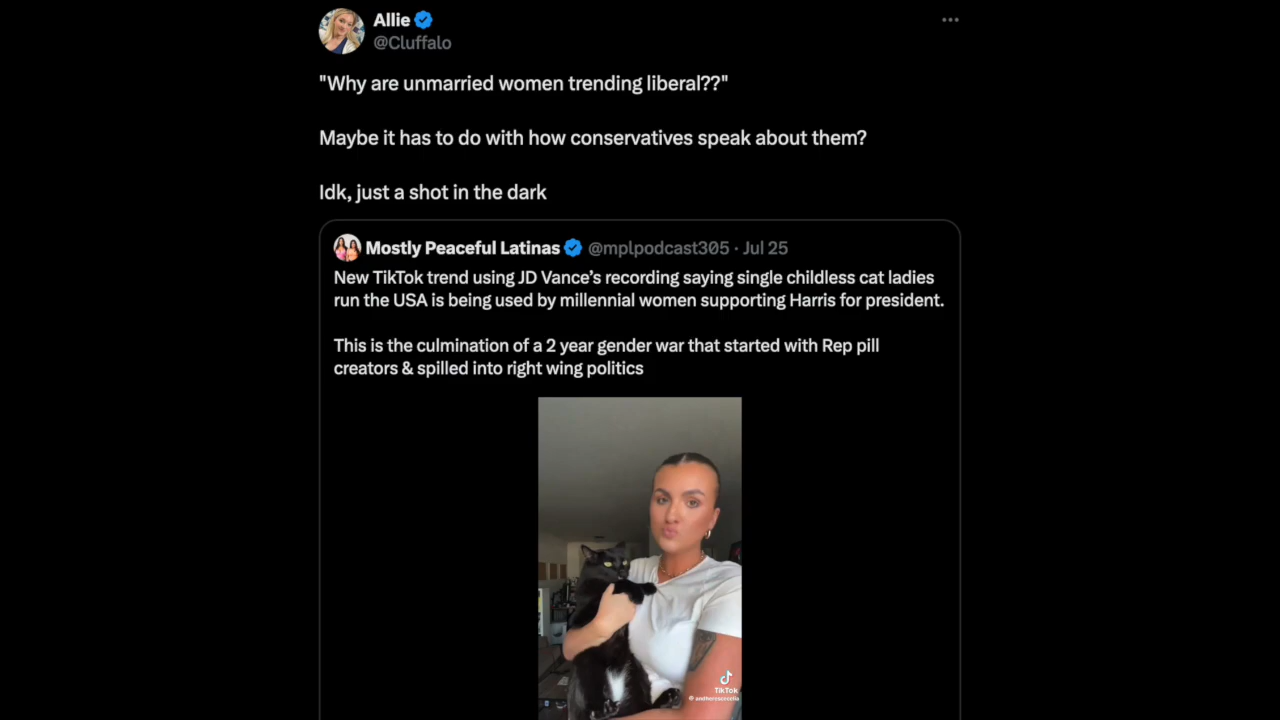 Allie
@Cluffalo
"Why are unmarried women trending liberal??"
Maybe it has to do with how conservatives speak about them?
Idk, just a shot in the dark
Mostly Peaceful Latinas @mplpodcast305 · Jul 25
New TikTok trend using JD Vance's recording saying single childless cat ladies
run the USA is being used by millennial women supporting Harris for president.
This is the culmination of a 2 year gender war that started with Rep pill
creators & spilled into right wing politics
TikTok